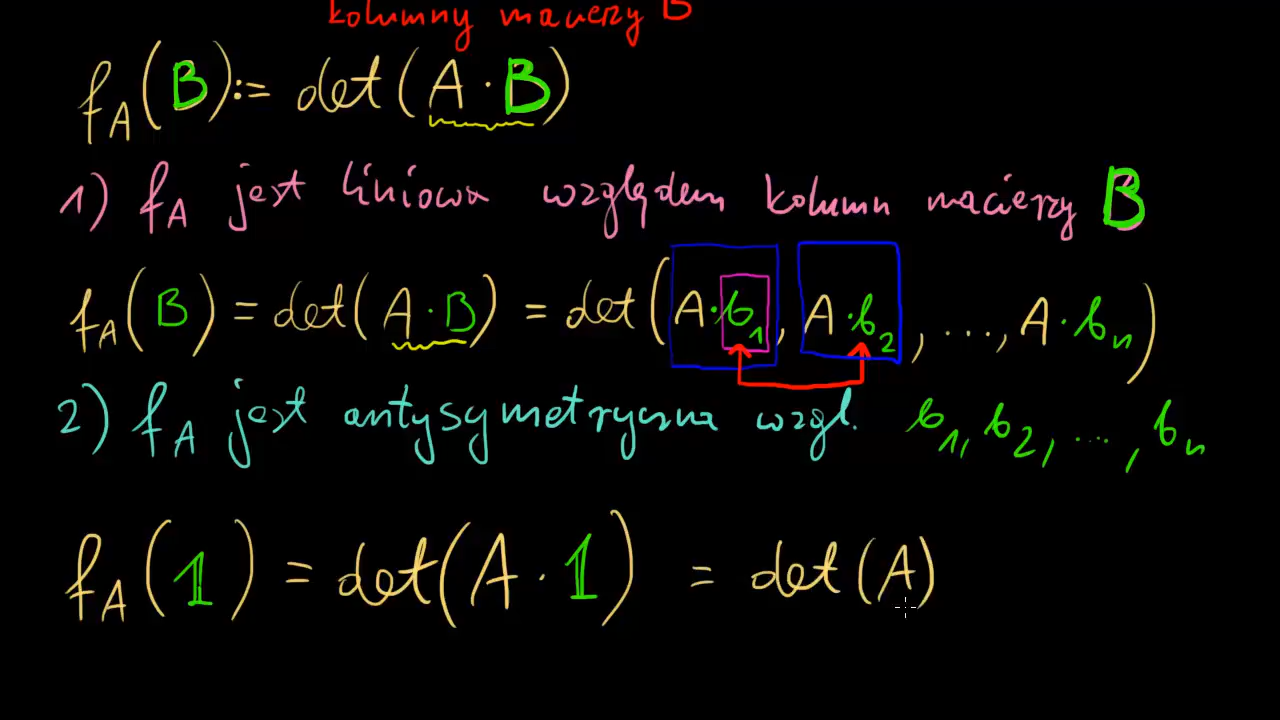 kolumny macierzy B
f_A(B) := det(A · B)
1) f_A jest liniowa względem kolumn macierzy B
f_A(B) = det(A · B) = det(A · b_1, A · b_2, ..., A · b_n)
2) f_A jest antysymetryczna wzgl. b_1, b_2, ..., b_n
f_A(𝟙) = det(A · 𝟙) = det(A)